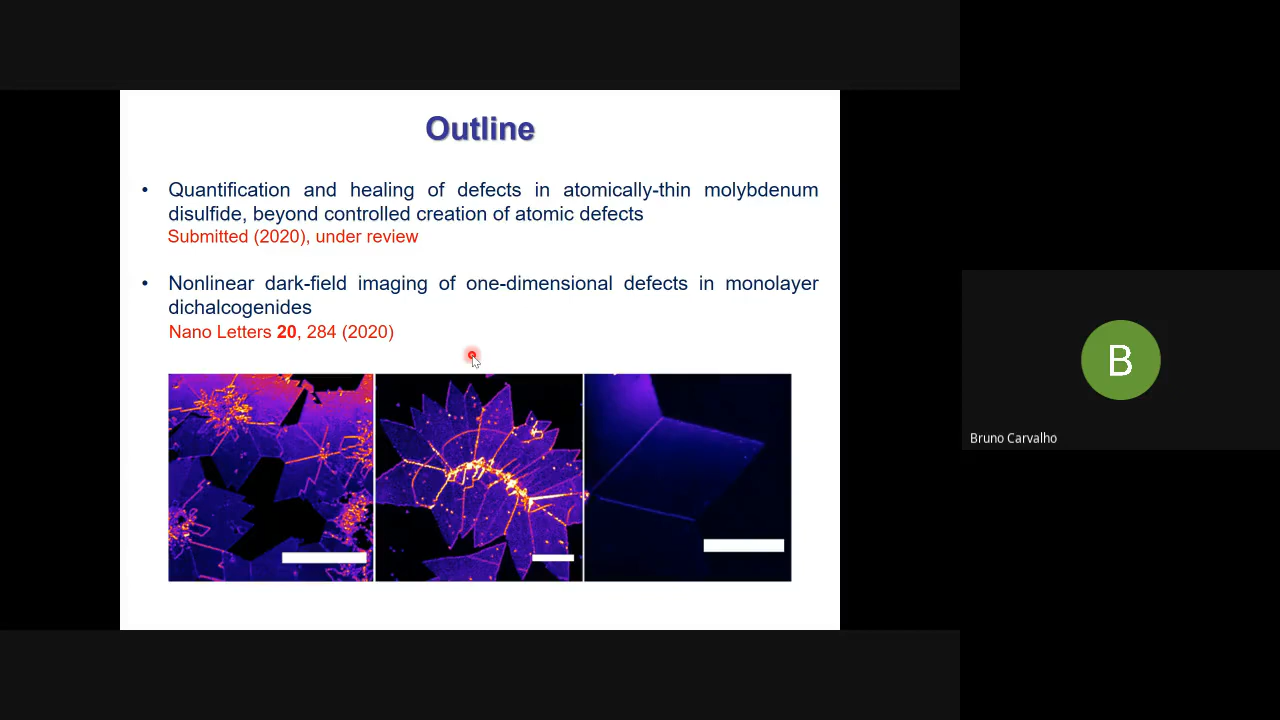 Outline
• Quantification and healing of defects in atomically-thin molybdenum
disulfide, beyond controlled creation of atomic defects
Submitted (2020), under review
• Nonlinear dark-field imaging of one-dimensional defects in monolayer
dichalcogenides
Nano Letters 20, 284 (2020)
B
Bruno Carvalho